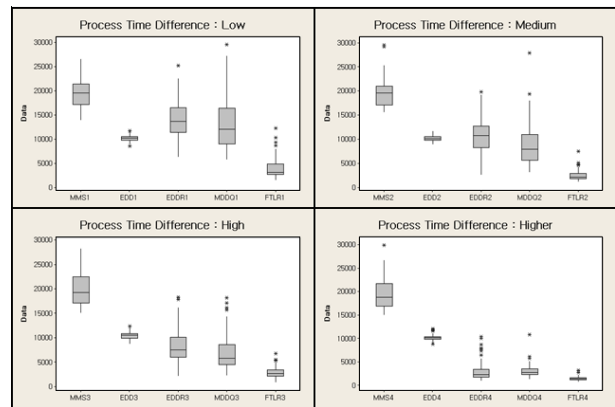 Process Time Difference : Low
Data
30000
25000
20000
15000
10000
5000
0
MMS1 EDD1 EDDR1 MDDQ1 FTLR1
Process Time Difference : Medium
Data
30000
25000
20000
15000
10000
5000
0
MMS2 EDD2 EDDR2 MDDQ2 FTLR2
Process Time Difference : High
Data
30000
25000
20000
15000
10000
5000
0
MMS3 EDD3 EDDR3 MDDQ3 FTLR3
Process Time Difference : Higher
Data
30000
25000
20000
15000
10000
5000
0
MMS4 EDD4 EDDR4 MDDQ4 FTLR4